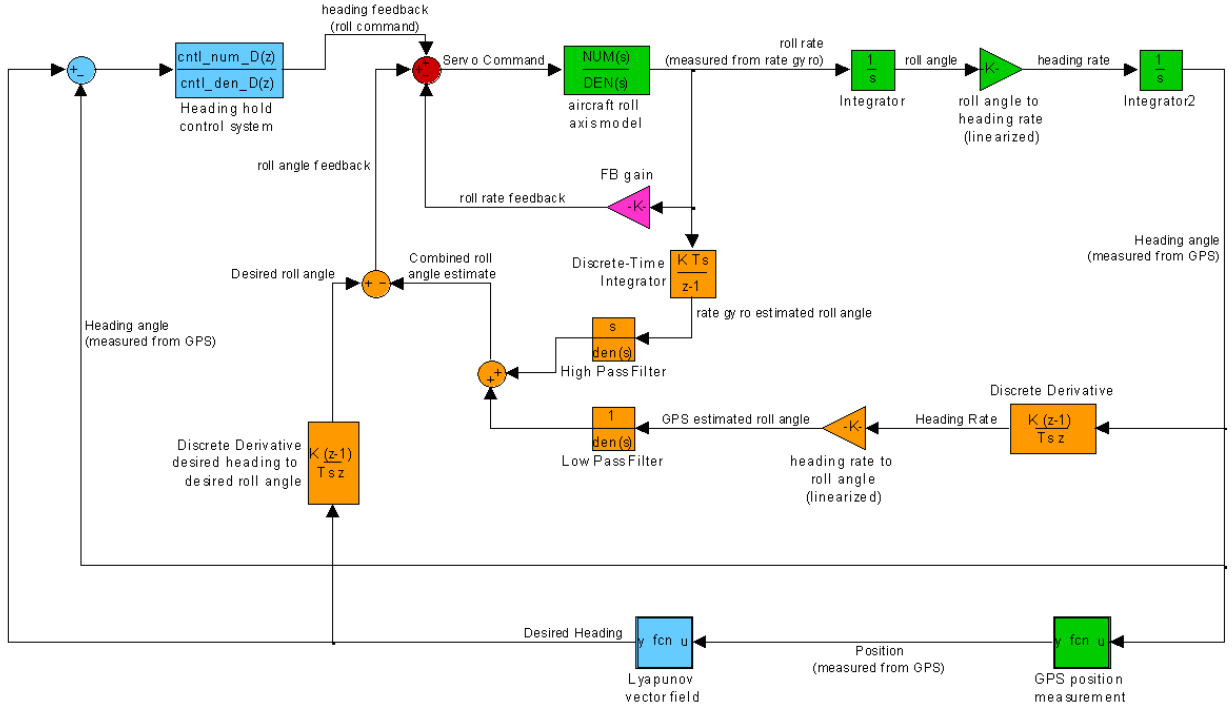 heading feedback
(roll command)
+
-
cntl_num_D(z)
cntl_den_D(z)
Heading hold
control system
+
+
-
Servo Command
NUM(s)
DEN(s)
aircraft roll
axis model
roll rate
(measured from rate gyro)
1
s
Integrator
roll angle
-K-
roll angle to
heading rate
(linearized)
heading rate
1
s
Integrator2
roll angle feedback
FB gain
-K-
roll rate feedback
Heading angle
(measured from GPS)
Desired roll angle
+ -
Combined roll
angle estimate
Discrete-Time
Integrator
K Ts
z-1
rate gyro estimated roll angle
Heading angle
(measured from GPS)
s
den(s)
High Pass Filter
+
+
Discrete Derivative
desired heading to
desired roll angle
K (z-1)
Ts z
1
den(s)
Low Pass Filter
GPS estimated roll angle
-K-
heading rate to
roll angle
(linearized)
Heading Rate
Discrete Derivative
K (z-1)
Ts z
Desired Heading
y fcn u
Lyapunov
vector field
Position
(measured from GPS)
y fcn u
GPS position
measurement